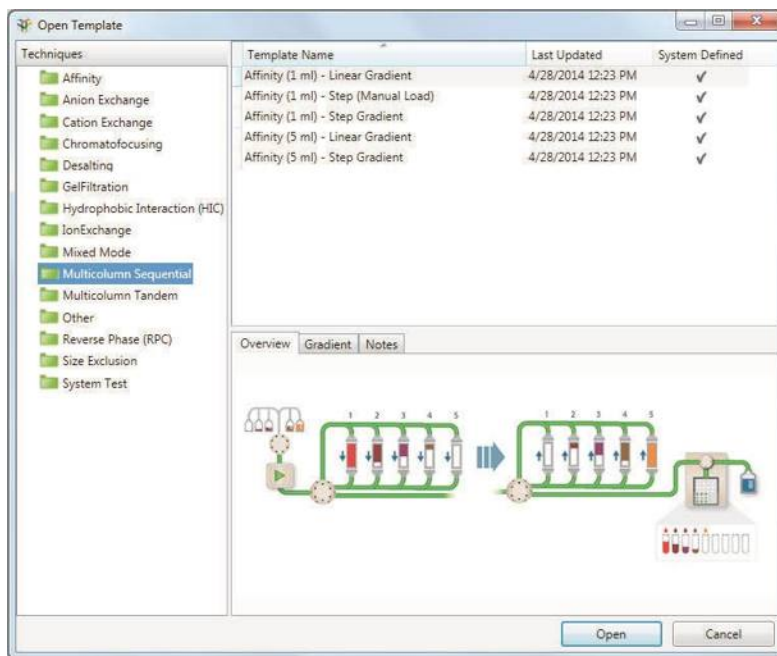 Open Template
Techniques
Affinity
Anion Exchange
Cation Exchange
Chromatofocusing
Desalting
GelFiltration
Hydrophobic Interaction (HIC)
IonExchange
Mixed Mode
Multicolumn Sequential
Multicolumn Tandem
Other
Reverse Phase (RPC)
Size Exclusion
System Test
Template Name Last Updated System Defined
Affinity (1 ml) - Linear Gradient 4/28/2014 12:23 PM ✓
Affinity (1 ml) - Step (Manual Load) 4/28/2014 12:23 PM ✓
Affinity (1 ml) - Step Gradient 4/28/2014 12:23 PM ✓
Affinity (5 ml) - Linear Gradient 4/28/2014 12:23 PM ✓
Affinity (5 ml) - Step Gradient 4/28/2014 12:23 PM ✓
Overview Gradient Notes
1 2 3 4 5 1 2 3 4 5
Open Cancel